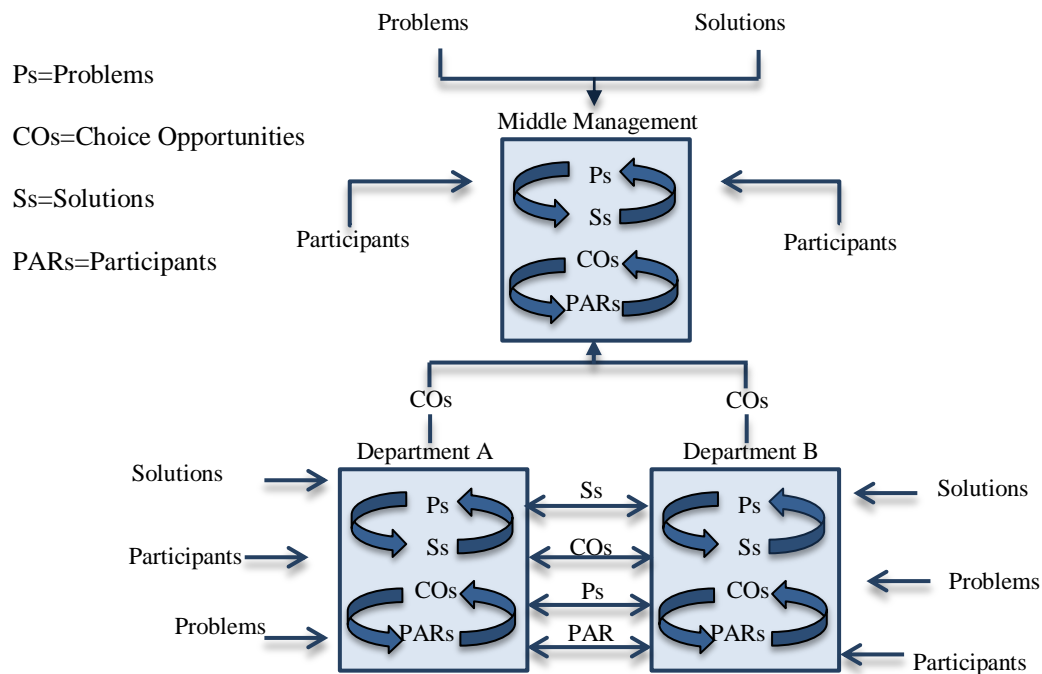 Problems
Solutions
Ps=Problems
COs=Choice Opportunities
Ss=Solutions
PARs=Participants
Middle Management
Ps
Ss
COs
PARs
Participants
Participants
COs
COs
Department A
Department B
Solutions
Participants
Problems
Ps
Ss
COs
PARs
Ss
COs
Ps
PAR
Ps
Ss
COs
PARs
Solutions
Problems
Participants